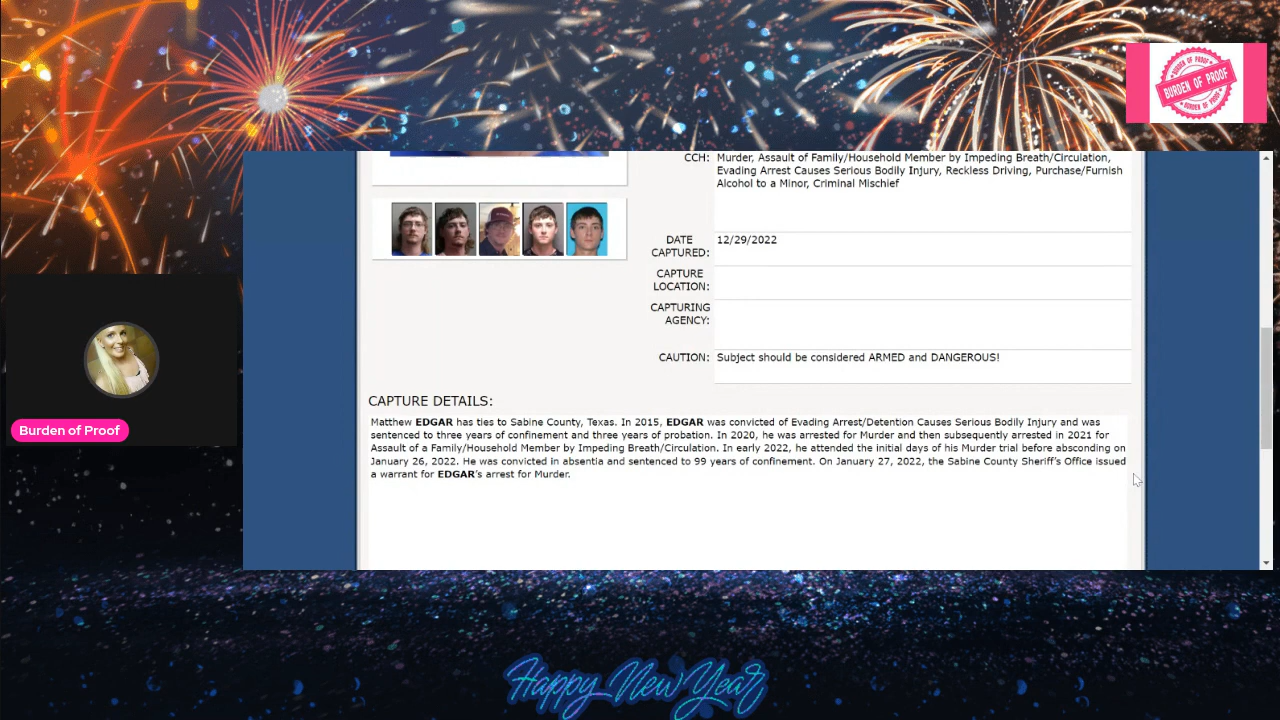 BURDEN OF PROOF
BURDEN OF PROOF
BURDEN OF PROOF
CCH: Murder, Assault of Family/Household Member by Impeding Breath/Circulation,
Evading Arrest Causes Serious Bodily Injury, Reckless Driving, Purchase/Furnish
Alcohol to a Minor, Criminal Mischief
DATE CAPTURED: 12/29/2022
CAPTURE LOCATION:
CAPTURING AGENCY:
CAUTION: Subject should be considered ARMED and DANGEROUS!
CAPTURE DETAILS:
Matthew EDGAR has ties to Sabine County, Texas. In 2015, EDGAR was convicted of Evading Arrest/Detention Causes Serious Bodily Injury and was
sentenced to three years of confinement and three years of probation. In 2020, he was arrested for Murder and then subsequently arrested in 2021 for
Assault of a Family/Household Member by Impeding Breath/Circulation. In early 2022, he attended the initial days of his Murder trial before absconding on
January 26, 2022. He was convicted in absentia and sentenced to 99 years of confinement. On January 27, 2022, the Sabine County Sheriff's Office issued
a warrant for EDGAR's arrest for Murder.
Burden of Proof
Happy New Year